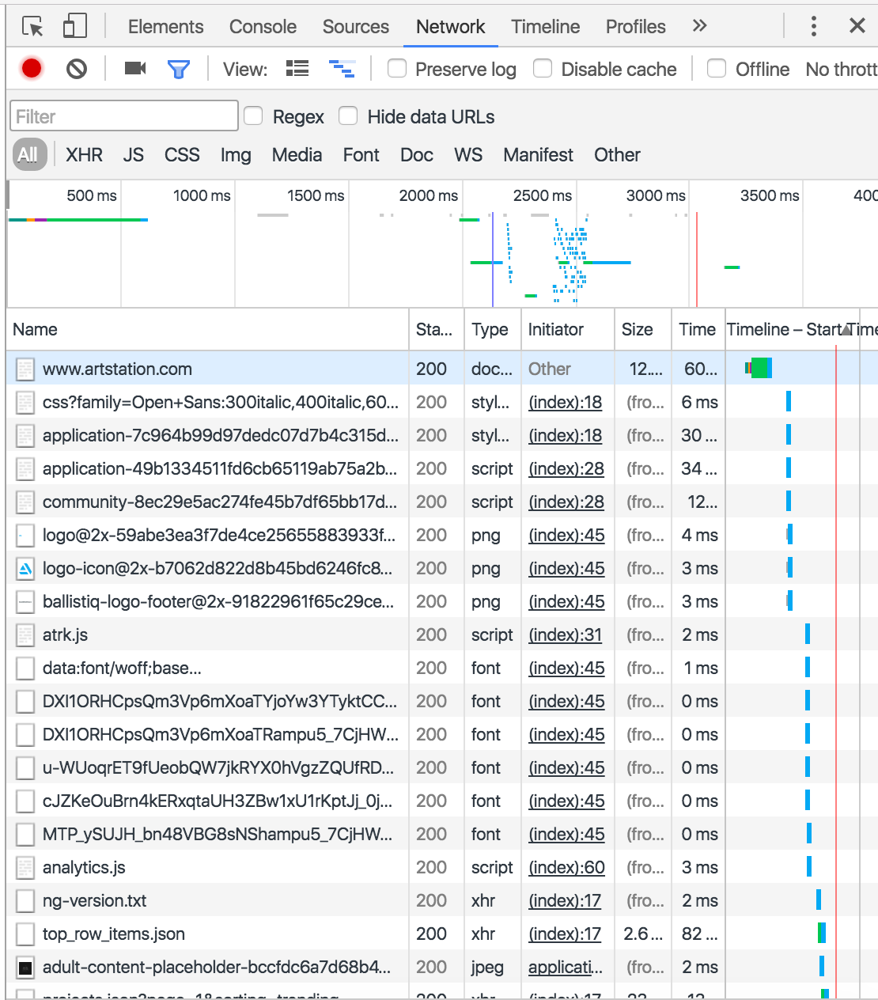 Elements Console Sources Network Timeline Profiles »
View: Preserve log Disable cache Offline No thrott
Filter Regex Hide data URLs
All XHR JS CSS Img Media Font Doc WS Manifest Other
500 ms 1000 ms 1500 ms 2000 ms 2500 ms 3000 ms 3500 ms 400
Name Sta... Type Initiator Size Time Timeline – Start Time
www.artstation.com 200 doc... Other 12.... 60...
css?family=Open+Sans:300italic,400italic,60... 200 styl... (index):18 (fro... 6 ms
application-7c964b99d97dedc07d7b4c315d... 200 styl... (index):18 (fro... 30 ...
application-49b1334511fd6cb65119ab75a2b... 200 script (index):28 (fro... 34 ...
community-8ec29e5ac274fe45b7df65bb17d... 200 script (index):28 (fro... 12...
logo@2x-59abe3ea3f7de4ce25655883933f... 200 png (index):45 (fro... 4 ms
logo-icon@2x-b7062d822d8b45bd6246fc8... 200 png (index):45 (fro... 3 ms
ballistiq-logo-footer@2x-91822961f65c29ce... 200 png (index):45 (fro... 3 ms
atrk.js 200 script (index):31 (fro... 2 ms
data:font/woff;base... 200 font (index):45 (fro... 1 ms
DXI1ORHCpsQm3Vp6mXoaTYjoYw3YTyktCC... 200 font (index):45 (fro... 0 ms
DXI1ORHCpsQm3Vp6mXoaTRampu5_7CjHW... 200 font (index):45 (fro... 0 ms
u-WUoqrET9fUeobQW7jkRYX0hVgzZQUfRD... 200 font (index):45 (fro... 0 ms
cJZKeOuBrn4kERxqtaUH3ZBw1xU1rKptJj_0j... 200 font (index):45 (fro... 0 ms
MTP_ySUJH_bn48VBG8sNShampu5_7CjHW... 200 font (index):45 (fro... 0 ms
analytics.js 200 script (index):60 (fro... 3 ms
ng-version.txt 200 xhr (index):17 (fro... 2 ms
top_row_items.json 200 xhr (index):17 2.6 ... 82 ...
adult-content-placeholder-bccfdc6a7d68b4... 200 jpeg applicati... (fro... 2 ms
projects.json?page=1&sorting=trending 200 xhr (index):17